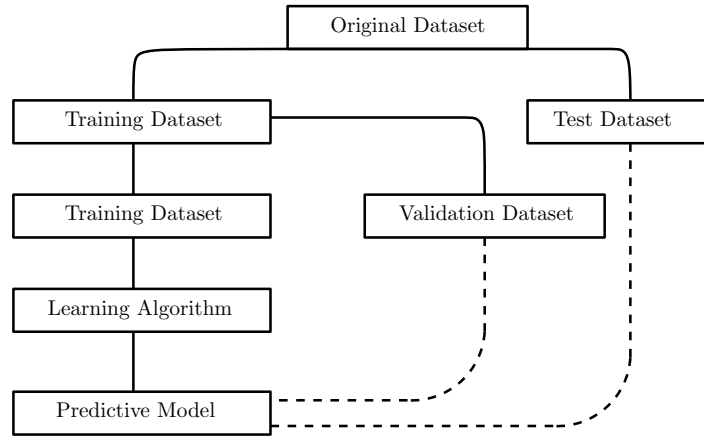 Original Dataset
Training Dataset
Test Dataset
Training Dataset
Validation Dataset
Learning Algorithm
Predictive Model